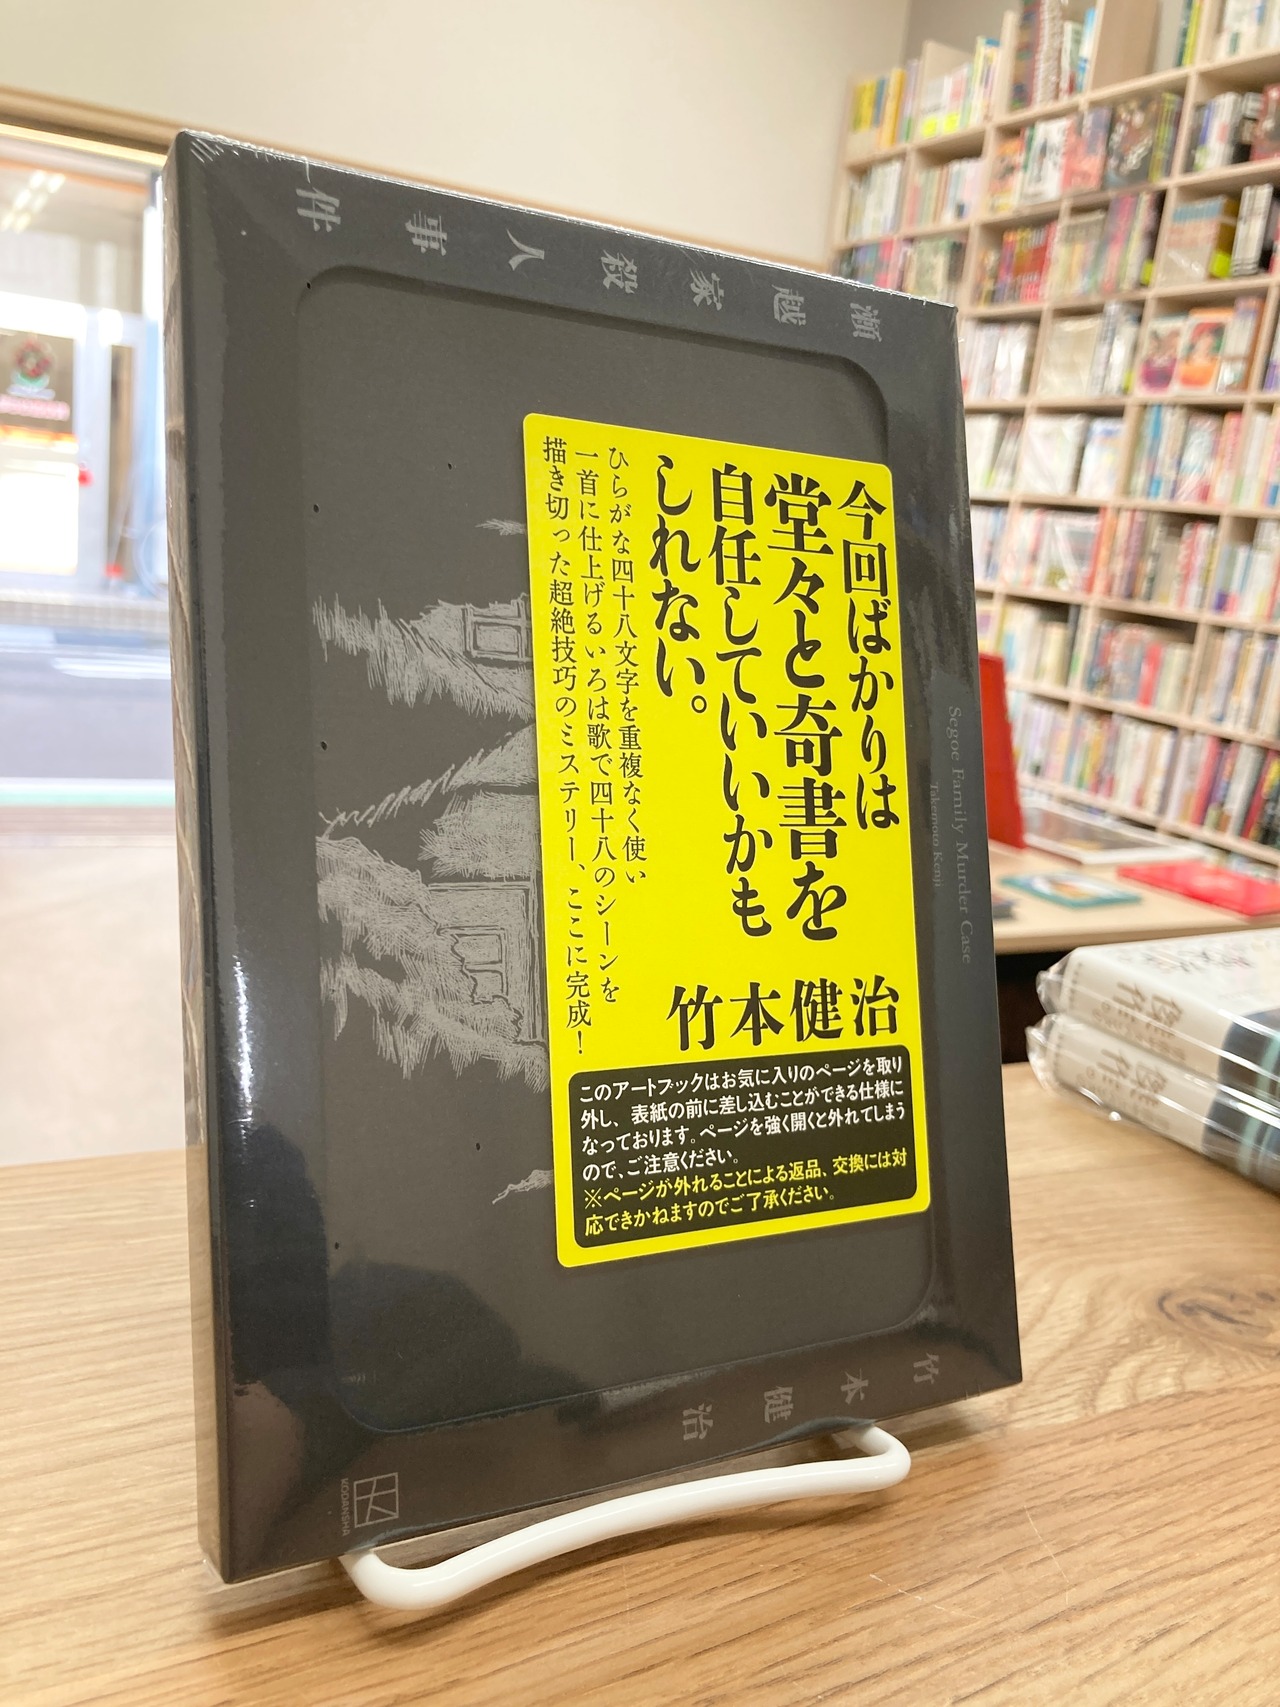 瀬越家殺人事件
今回ばかりは
堂々と奇書を
自任していいかも
しれない。
竹本健治
ひらがな四十八文字を重複なく使い
一首に仕上げるいろは歌で四十八のシーンを
描き切った超絶技巧のミステリー、ここに完成!
このアートブックはお気に入りのページを取り
外し、表紙の前に差し込むことができる仕様に
なっております。ページを強く開くと外れてしまう
ので、ご注意ください。
※ページが外れることによる返品、交換には対
応できかねますのでご了承ください。
Segoe Family Murder Case
Takemoto Kenji
竹本健治
KODANSHA